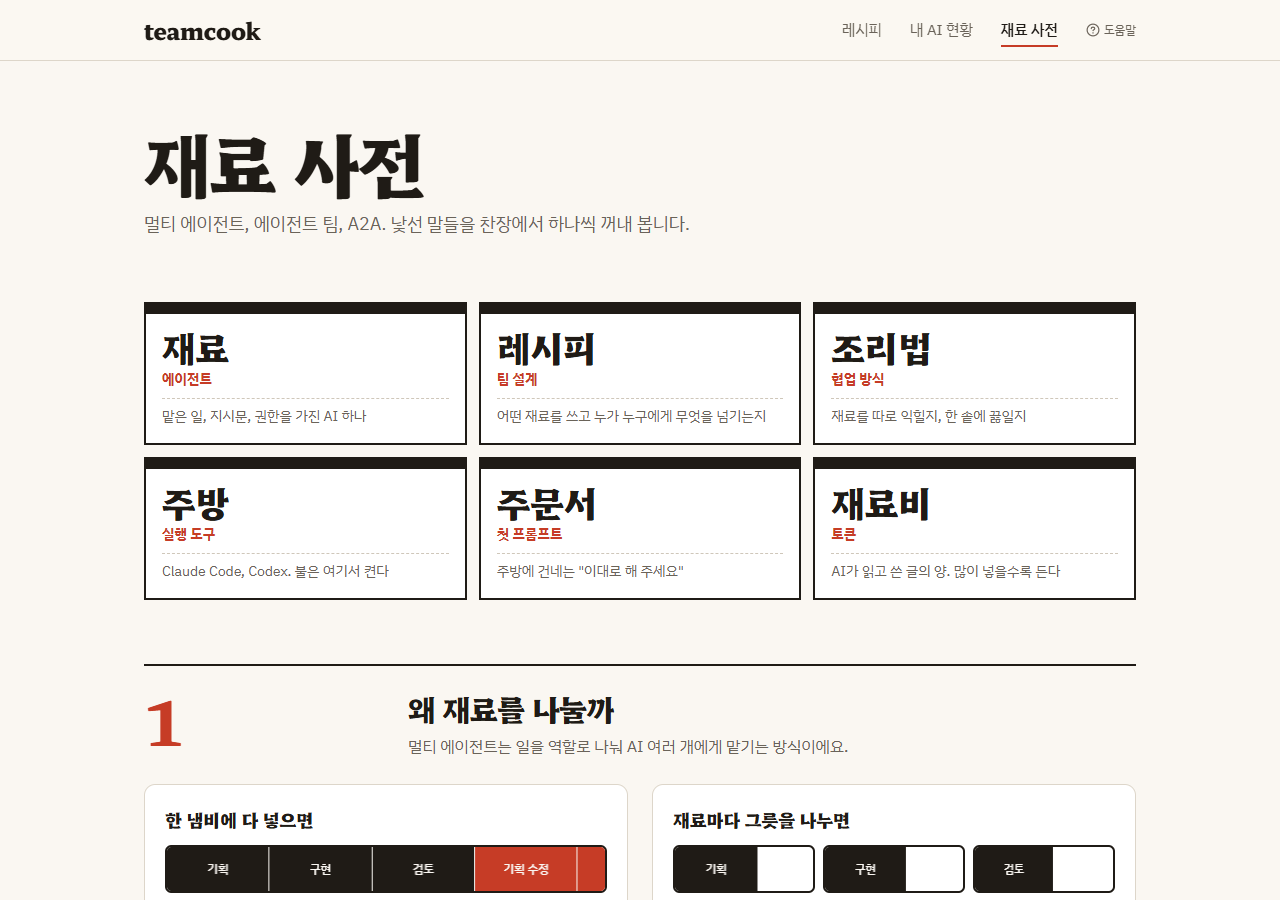 teamcook
레시피
내 AI 현황
재료 사전
도움말
재료 사전
멀티 에이전트, 에이전트 팀, A2A. 낯선 말들을 찬장에서 하나씩 꺼내 봅니다.
재료
에이전트
맡은 일, 지시문, 권한을 가진 AI 하나
레시피
팀 설계
어떤 재료를 쓰고 누가 누구에게 무엇을 넘기는지
조리법
협업 방식
재료를 따로 익힐지, 한 솥에 끓일지
주방
실행 도구
Claude Code, Codex. 불은 여기서 켠다
주문서
첫 프롬프트
주방에 건네는 "이대로 해 주세요"
재료비
토큰
AI가 읽고 쓴 글의 양. 많이 넣을수록 든다
1
왜 재료를 나눌까
멀티 에이전트는 일을 역할로 나눠 AI 여러 개에게 맡기는 방식이에요.
한 냄비에 다 넣으면
기획
구현
검토
기획 수정
재료마다 그릇을 나누면
기획
구현
검토